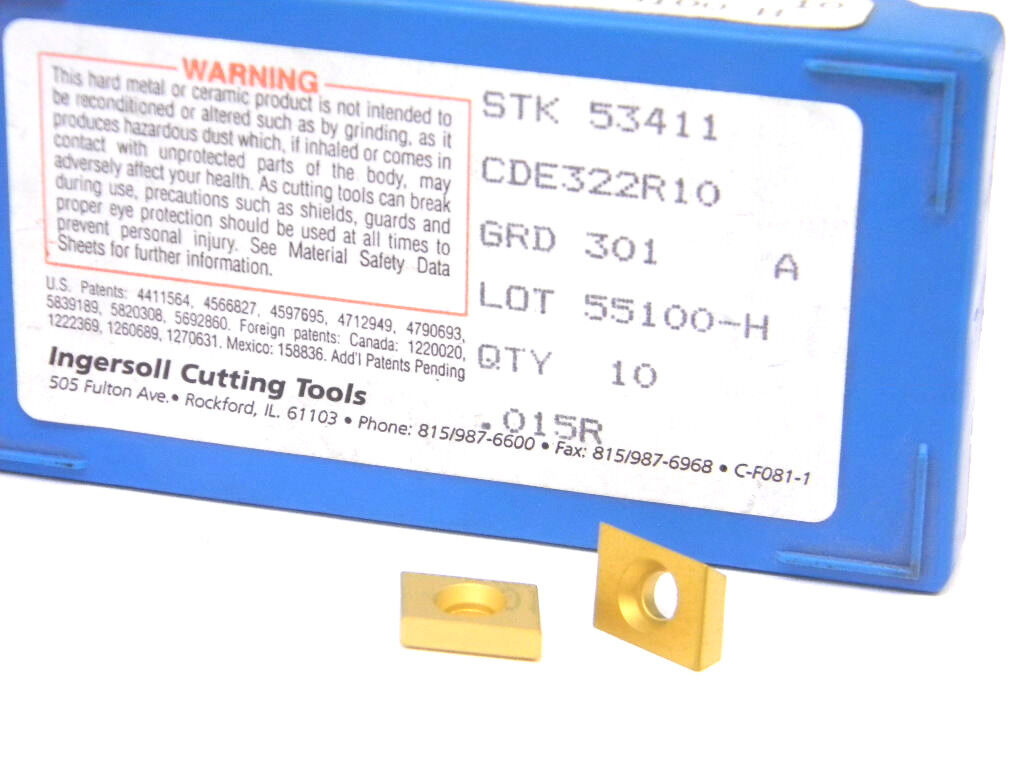 WARNING
This hard metal or ceramic product is not intended to
be reconditioned or altered such as by grinding, as it
produces hazardous dust which, if inhaled or comes in
contact with unprotected parts of the body, may
adversely affect your health. As cutting tools can break
during use, precautions such as shields, guards and
proper eye protection should be used at all times to
prevent personal injury. See Material Safety Data
Sheets for further information.
U.S. Patents: 4411564, 4566827, 4597695, 4712949, 4790693,
5839189, 5820308, 5692860. Foreign patents: Canada: 1220020,
1222369, 1260689, 1270631. Mexico: 158836. Add'l Patents Pending
Ingersoll Cutting Tools
505 Fulton Ave.• Rockford, IL. 61103 • Phone: 815/987-6600 • Fax: 815/987-6968 • C-F081-1
STK 53411
CDE322R10
GRD 301 A
LOT 55100-H
QTY 10
.015R